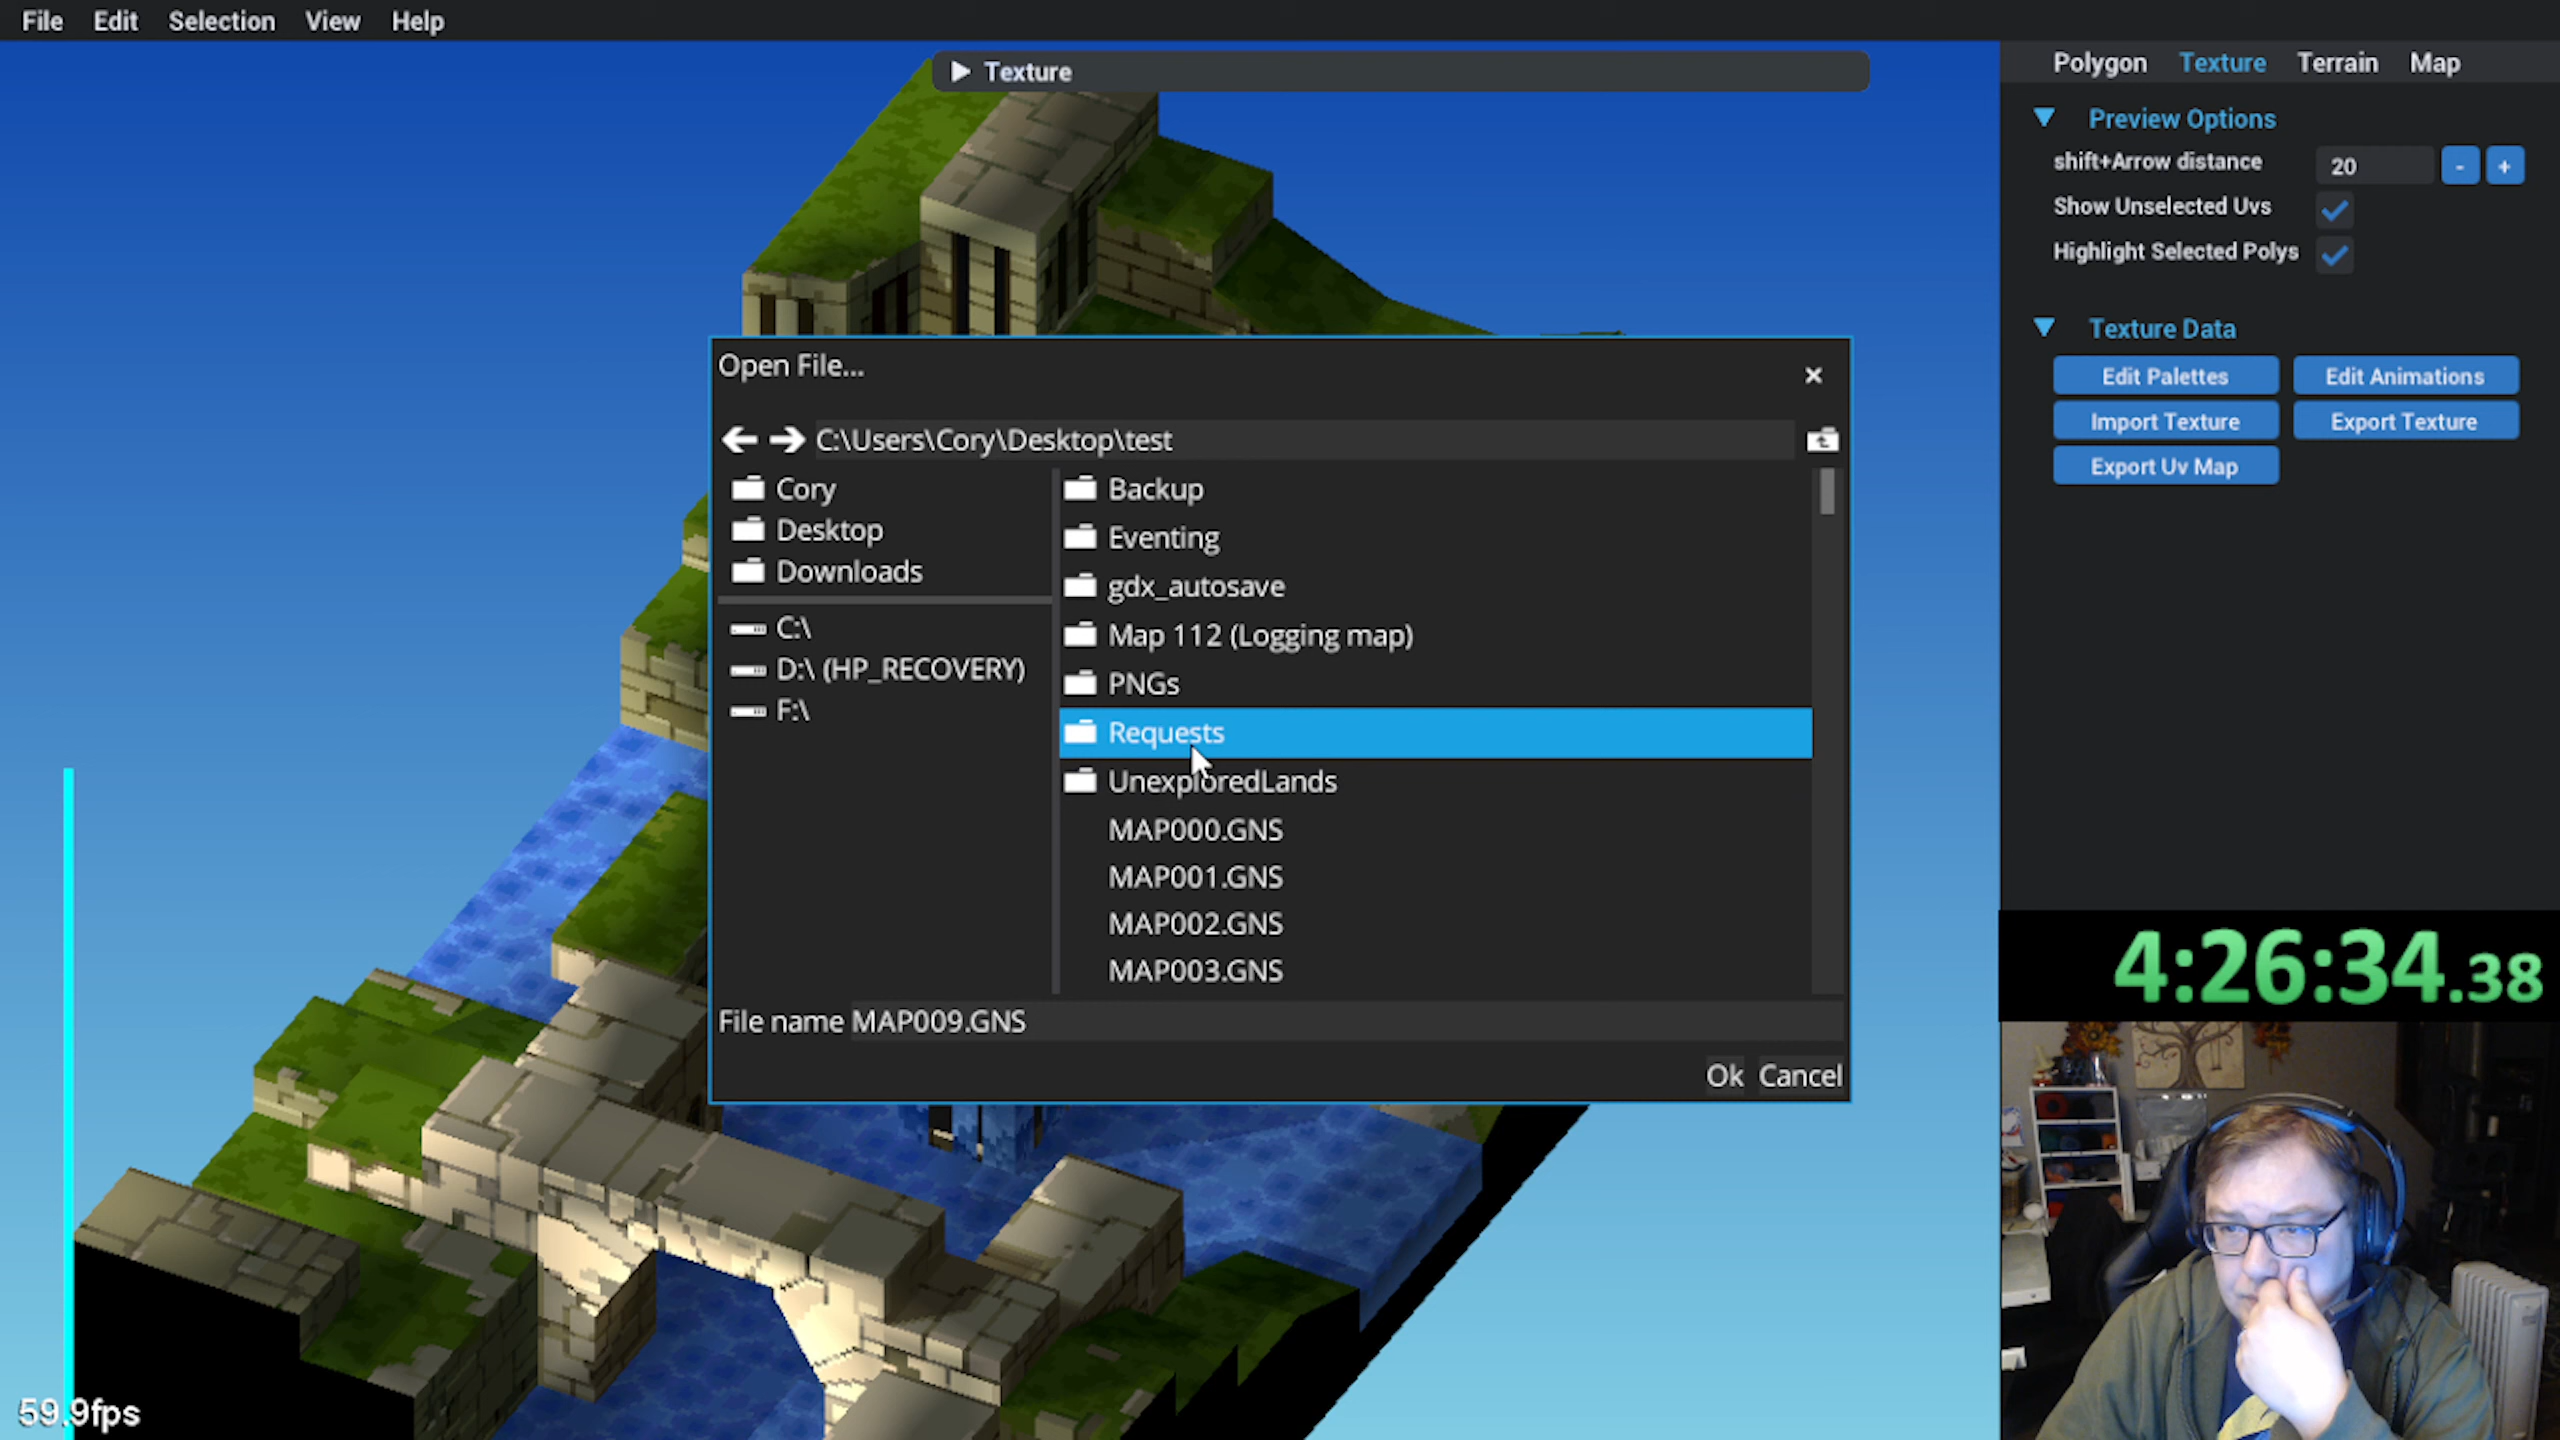 File Edit Selection View Help
Texture
Polygon Texture Terrain Map
Preview Options
shift+Arrow distance 20 - +
Show Unselected Uvs
Highlight Selected Polys
Texture Data
Edit Palettes Edit Animations
Import Texture Export Texture
Export Uv Map
Open File...
C:\Users\Cory\Desktop\test
Cory
Desktop
Downloads
C:\
D:\ (HP_RECOVERY)
F:\
Backup
Eventing
gdx_autosave
Map 112 (Logging map)
PNGs
Requests
UnexploredLands
MAP000.GNS
MAP001.GNS
MAP002.GNS
MAP003.GNS
File name MAP009.GNS
Ok Cancel
4:26:34.38
59.9fps